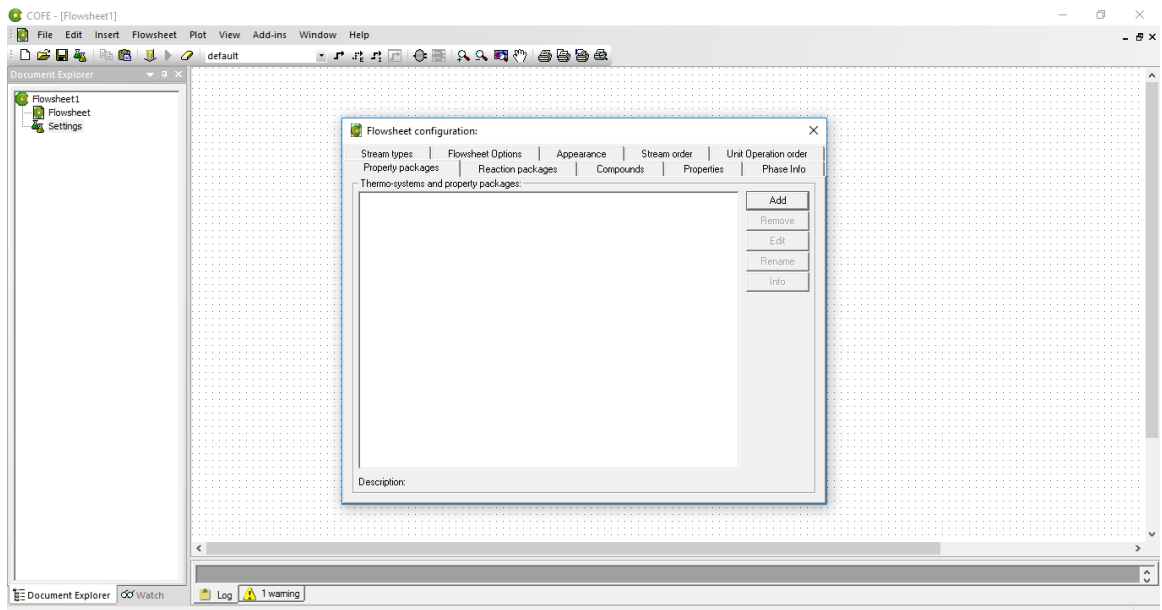 COFE - [Flowsheet1]
File Edit Insert Flowsheet Plot View Add-ins Window Help
default
Document Explorer
Flowsheet1
Flowsheet
Settings
Flowsheet configuration:
Stream types Flowsheet Options Appearance Stream order Unit Operation order
Property packages Reaction packages Compounds Properties Phase Info
Thermo-systems and property packages:
Add
Remove
Edit
Rename
Info
Description:
Document Explorer Watch
Log 1 warning